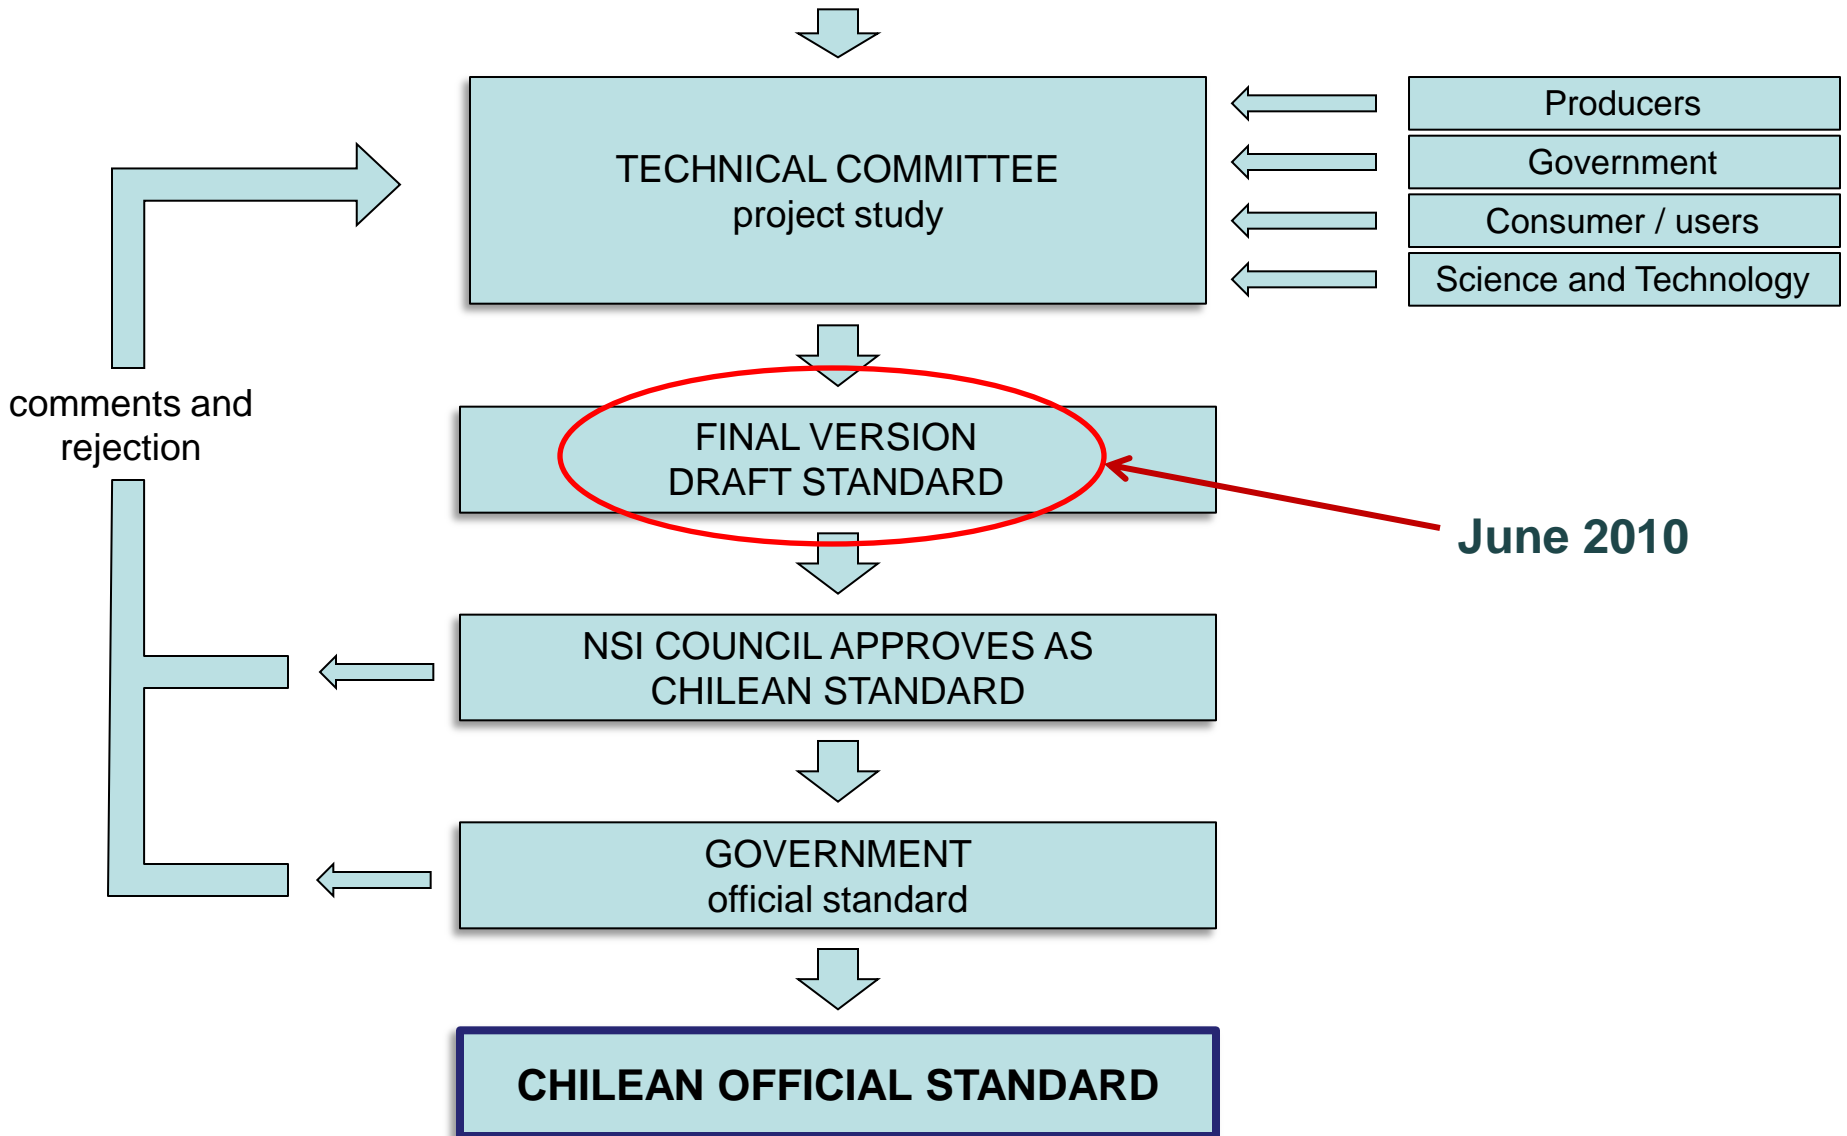 TECHNICAL COMMITTEE
project study
Producers
Government
Consumer / users
Science and Technology
comments and
rejection
FINAL VERSION
DRAFT STANDARD
June 2010
NSI COUNCIL APPROVES AS
CHILEAN STANDARD
GOVERNMENT
official standard
CHILEAN OFFICIAL STANDARD